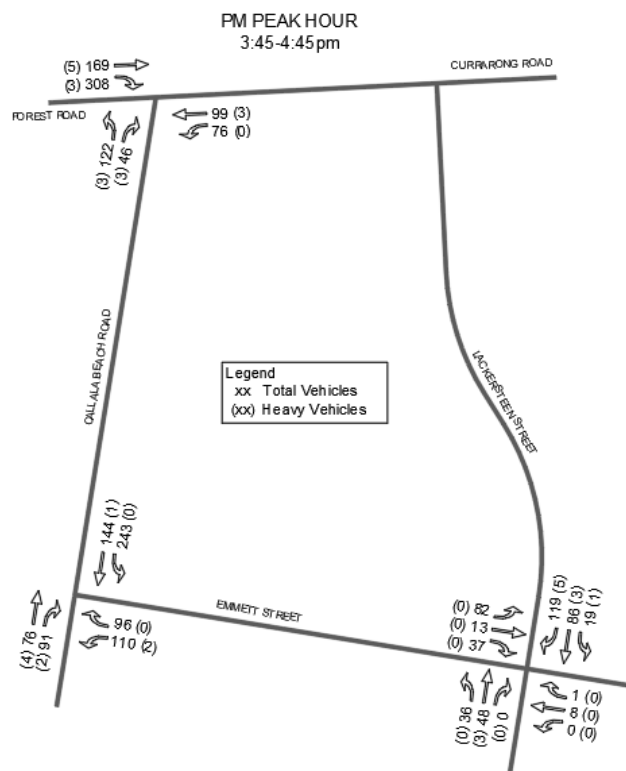 PM PEAK HOUR
3:45-4:45pm
CURRARONG ROAD
(5) 169
(3) 308
FOREST ROAD
99 (3)
76 (0)
(3) 122
(3) 46
CALLALA BEACH ROAD
LACKERSTEEN STREET
Legend
xx Total Vehicles
(xx) Heavy Vehicles
144 (1)
243 (0)
EMMETT STREET
(4) 76
(2) 91
96 (0)
110 (2)
(0) 82
(0) 13
(0) 37
119 (5)
86 (3)
19 (1)
(0) 36
(3) 48
(0) 0
1 (0)
8 (0)
0 (0)